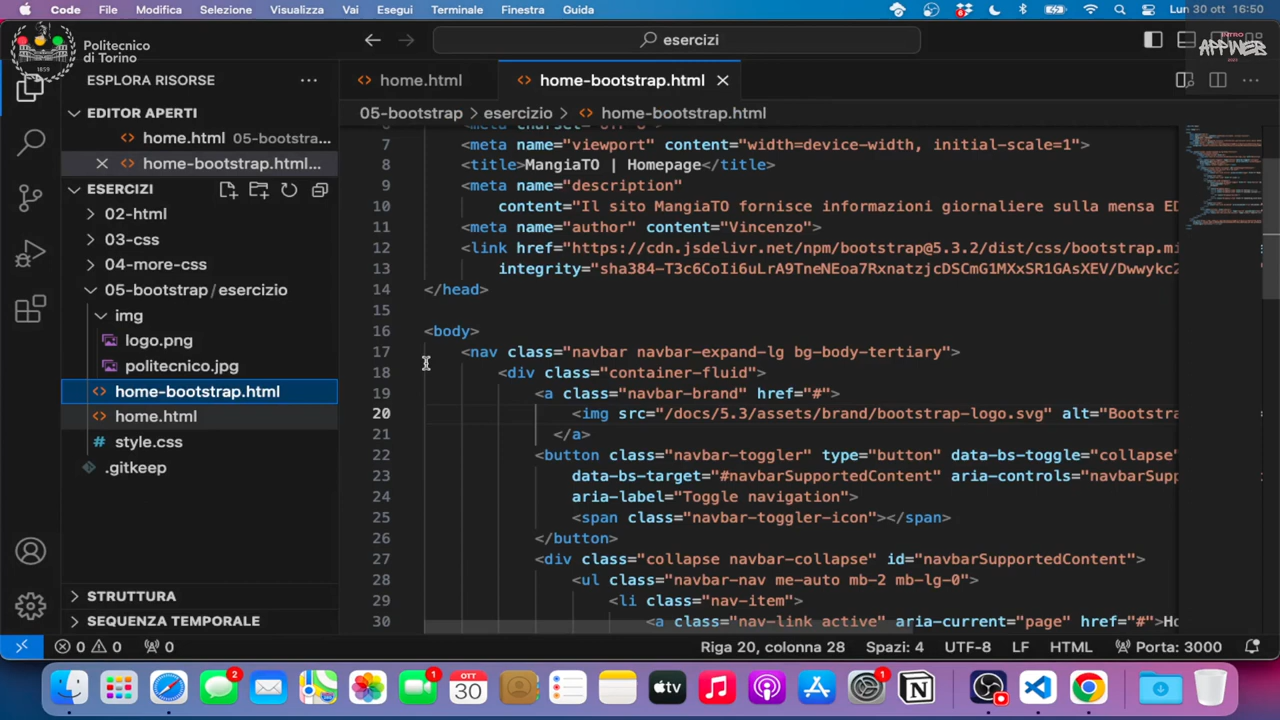 Code File Modifica Selezione Visualizza Vai Esegui Terminale Finestra Guida Lun 30 ott 16:50
Politecnico
di Torino
1859
esercizi
INTRO
APPIWEB
ESPLORA RISORSE
home.html
home-bootstrap.html
EDITOR APERTI
05-bootstrap > esercizio > home-bootstrap.html
home.html 05-bootstra...
home-bootstrap.html...
ESERCIZI
02-html
03-css
04-more-css
05-bootstrap / esercizio
img
logo.png
politecnico.jpg
home-bootstrap.html
home.html
style.css
.gitkeep
STRUTTURA
SEQUENZA TEMPORALE
7 <meta name="viewport" content="width=device-width, initial-scale=1">
8 <title>MangiaTO | Homepage</title>
9 <meta name="description"
10 content="Il sito MangiaTO fornisce informazioni giornaliere sulla mensa ED
11 <meta name="author" content="Vincenzo">
12 <link href="https://cdn.jsdelivr.net/npm/bootstrap@5.3.2/dist/css/bootstrap.mi
13 integrity="sha384-T3c6CoIi6uLrA9TneNEoa7RxnatzjcDSCmG1MXxSR1GAsXEV/Dwwykc2
14 </head>
15
16 <body>
17 <nav class="navbar navbar-expand-lg bg-body-tertiary">
18 <div class="container-fluid">
19 <a class="navbar-brand" href="#">
20 <img src="/docs/5.3/assets/brand/bootstrap-logo.svg" alt="Bootstra
21 </a>
22 <button class="navbar-toggler" type="button" data-bs-toggle="collapse"
23 data-bs-target="#navbarSupportedContent" aria-controls="navbarSupp
24 aria-label="Toggle navigation">
25 <span class="navbar-toggler-icon"></span>
26 </button>
27 <div class="collapse navbar-collapse" id="navbarSupportedContent">
28 <ul class="navbar-nav me-auto mb-2 mb-lg-0">
29 <li class="nav-item">
30 <a class="nav-link active" aria-current="page" href="#">Ho
0 0 0 Riga 20, colonna 28 Spazi: 4 UTF-8 LF HTML Porta: 3000
2 1 OTT 30 tv 1